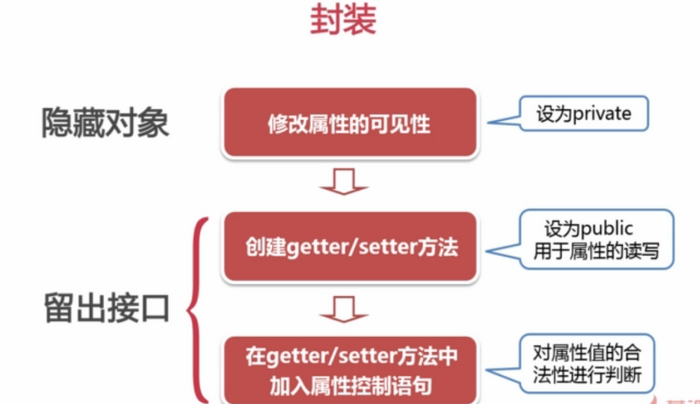 封装
隐藏对象
修改属性的可见性
设为private
留出接口
创建getter/setter方法
设为public
用于属性的读写
在getter/setter方法中
加入属性控制语句
对属性值的合
法性进行判断